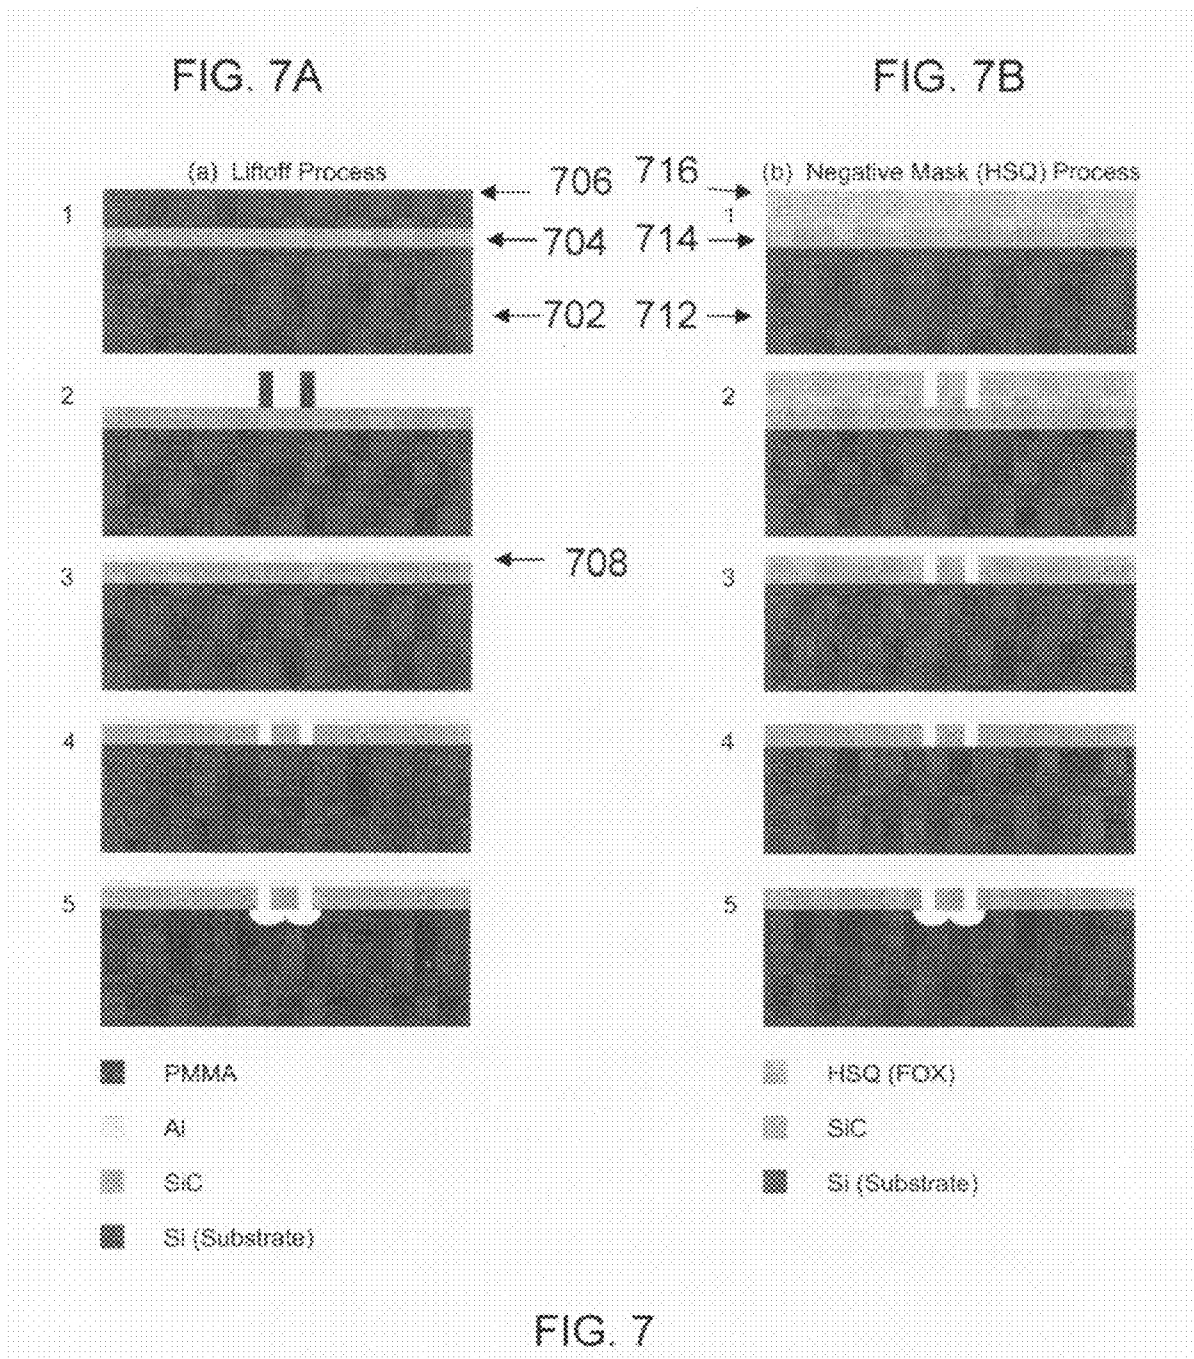 FIG. 7A
FIG. 7B
(a) Liftoff Process
706
716
(b) Negative Mask (HSQ) Process
1
1
704
714
702
712
2
2
708
3
3
4
4
5
5
PMMA
HSQ (FOX)
Al
SiC
SiC
Si (Substrate)
Si (Substrate)
FIG. 7